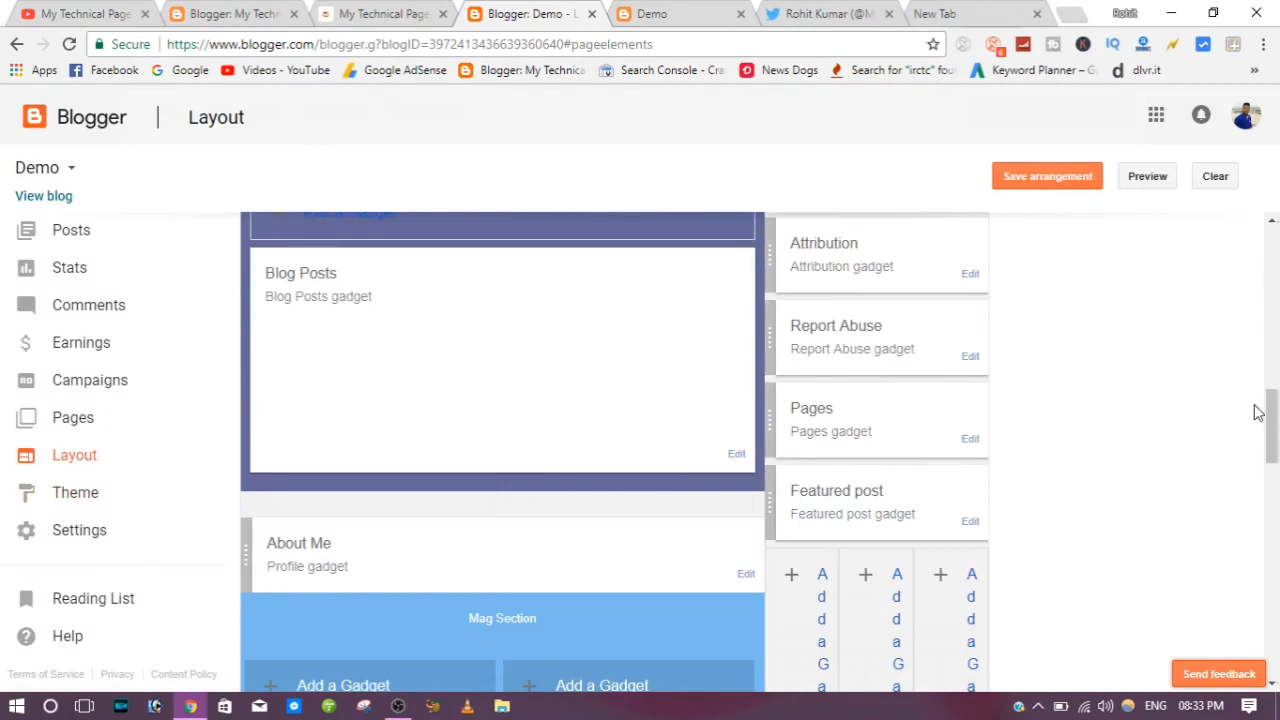 My Technical Page
Blogger: My Techn
My Technical Page
Blogger: Demo - L
Demo
Rohit Kumar (@M
New Tab
Rohit
Secure
https://www.blogger.com/blogger.g?blogID=3972413436639360640#pageelements
Apps
Facebook
Google
Videos - YouTube
Google AdSense
Blogger: My Technica
Search Console - Cra
News Dogs
Search for "irctc" fou
Keyword Planner – G
dlvr.it
Blogger
Layout
Demo
Save arrangement
Preview
Clear
View blog
Posts
Stats
Comments
Earnings
Campaigns
Pages
Layout
Theme
Settings
Reading List
Help
Terms of Service
Privacy
Content Policy
Blog Posts
Blog Posts gadget
Edit
About Me
Profile gadget
Edit
Mag Section
+ Add a Gadget
+ Add a Gadget
Attribution
Attribution gadget
Edit
Report Abuse
Report Abuse gadget
Edit
Pages
Pages gadget
Edit
Featured post
Featured post gadget
Edit
+ A + A + A
d d d
d d d
a a a
G G G
a a a
Send feedback
ENG
08:33 PM